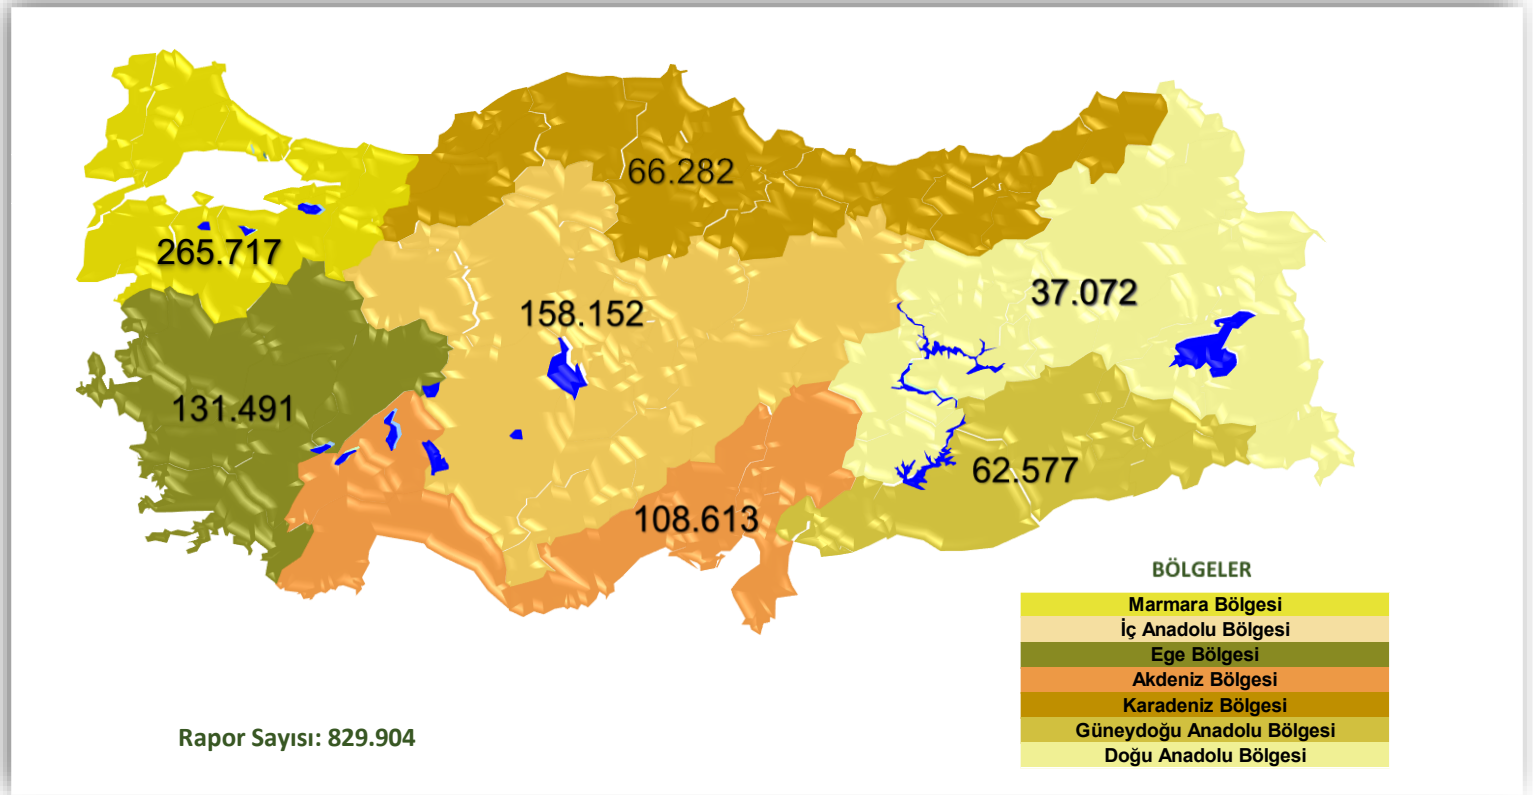 66.282
265.717
37.072
158.152
131.491
62.577
108.613
BÖLGELER
Marmara Bölgesi
İç Anadolu Bölgesi
Ege Bölgesi
Akdeniz Bölgesi
Karadeniz Bölgesi
Güneydoğu Anadolu Bölgesi
Doğu Anadolu Bölgesi
Rapor Sayısı: 829.904